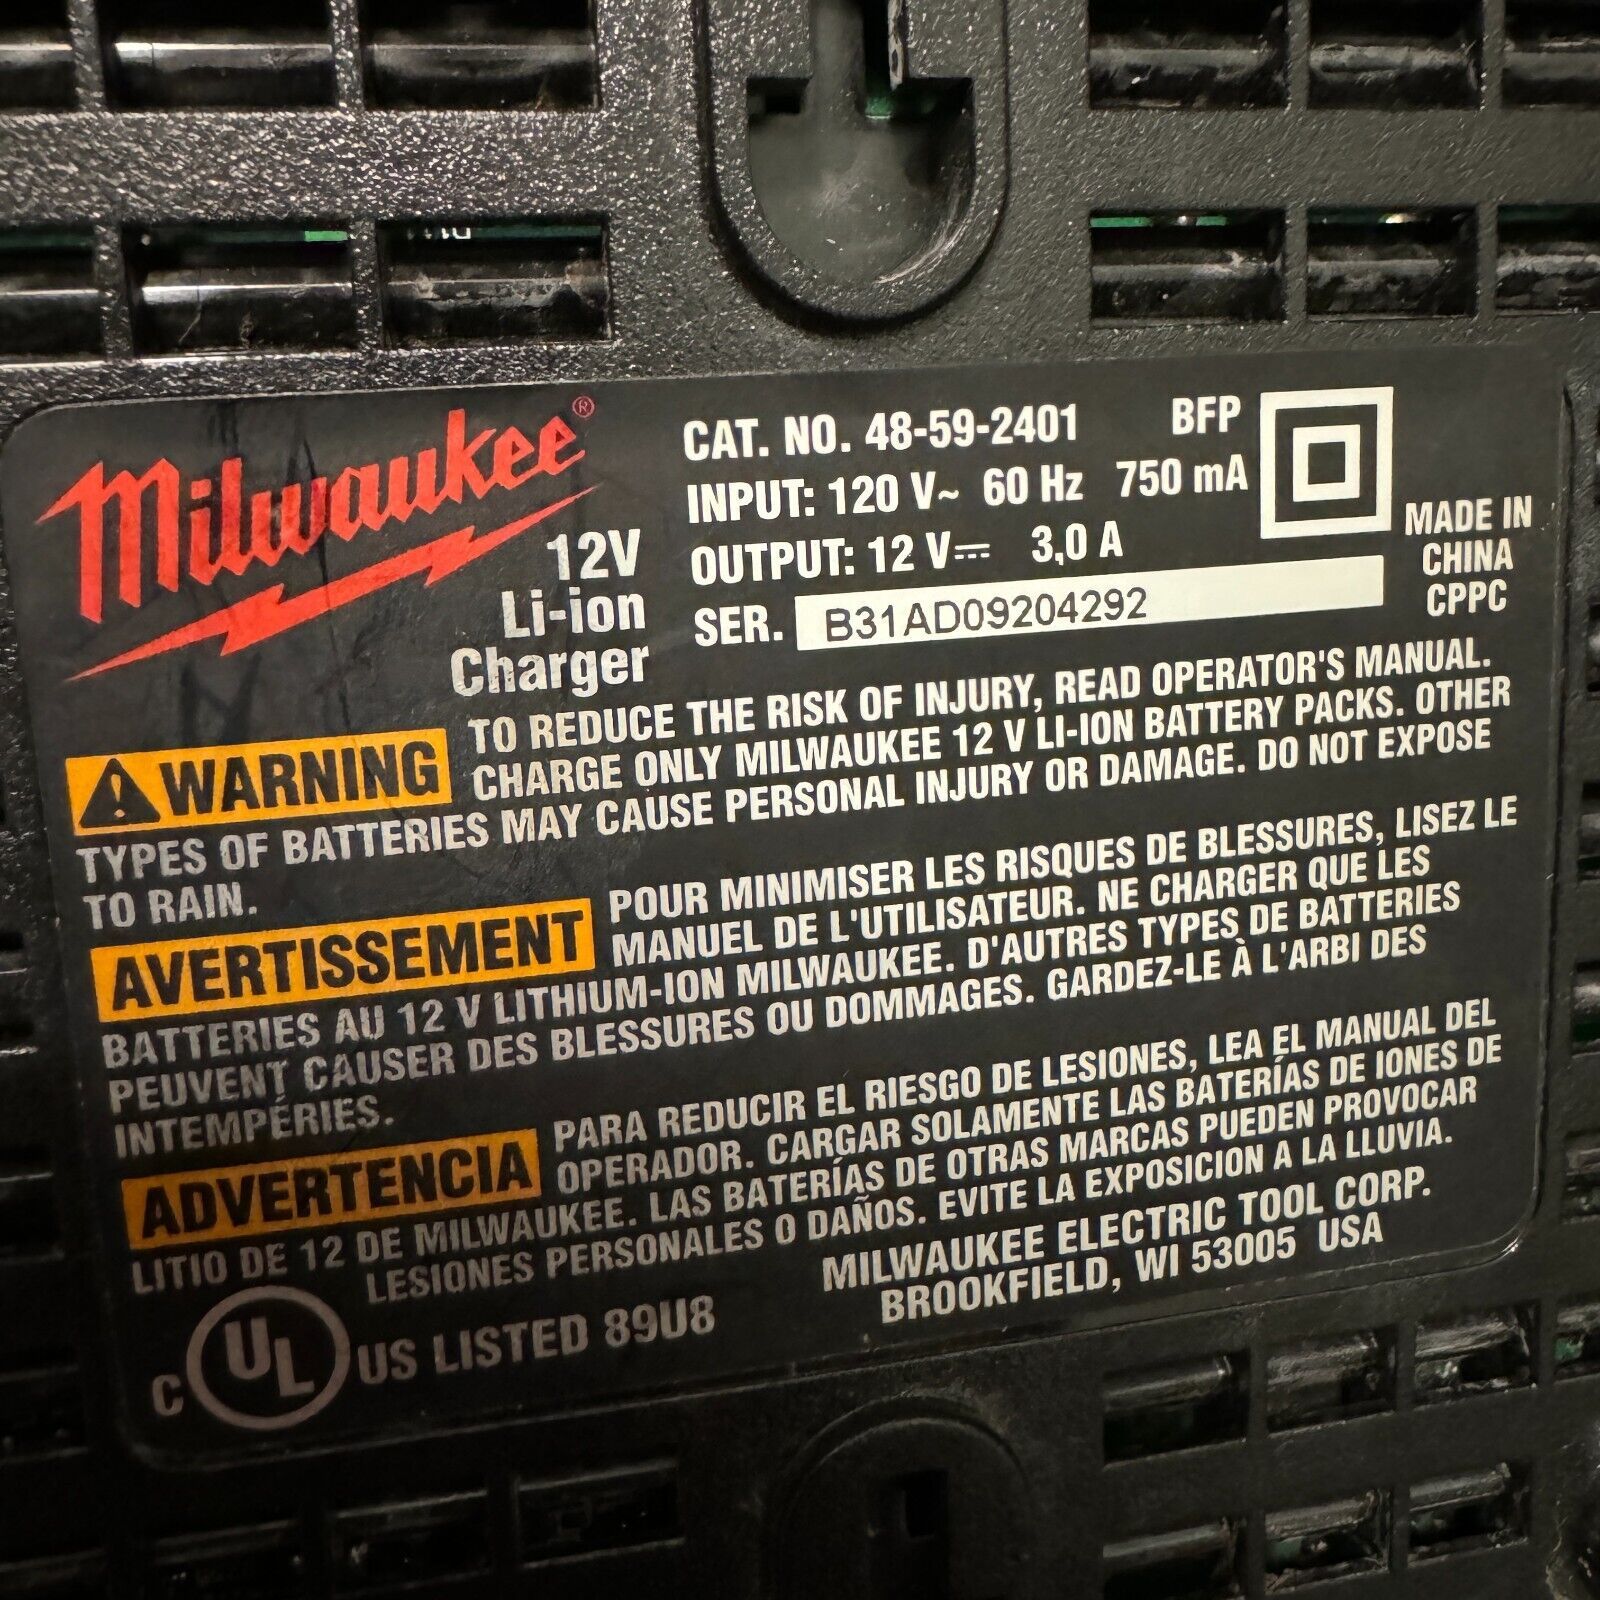 Milwaukee®
12V
Li-ion
Charger
CAT. NO. 48-59-2401 BFP
INPUT: 120 V~ 60 Hz 750 mA
OUTPUT: 12 V⎓ 3,0 A
SER. B31AD09204292
MADE IN
CHINA
CPPC
WARNING TO REDUCE THE RISK OF INJURY, READ OPERATOR'S MANUAL.
CHARGE ONLY MILWAUKEE 12 V LI-ION BATTERY PACKS. OTHER
TYPES OF BATTERIES MAY CAUSE PERSONAL INJURY OR DAMAGE. DO NOT EXPOSE
TO RAIN.
AVERTISSEMENT POUR MINIMISER LES RISQUES DE BLESSURES, LISEZ LE
MANUEL DE L'UTILISATEUR. NE CHARGER QUE LES
BATTERIES AU 12 V LITHIUM-ION MILWAUKEE. D'AUTRES TYPES DE BATTERIES
PEUVENT CAUSER DES BLESSURES OU DOMMAGES. GARDEZ-LE À L'ARBI DES
INTEMPÉRIES.
ADVERTENCIA PARA REDUCIR EL RIESGO DE LESIONES, LEA EL MANUAL DEL
OPERADOR. CARGAR SOLAMENTE LAS BATERÍAS DE IONES DE
LITIO DE 12 DE MILWAUKEE. LAS BATERÍAS DE OTRAS MARCAS PUEDEN PROVOCAR
LESIONES PERSONALES O DAÑOS. EVITE LA EXPOSICION A LA LLUVIA.
C UL US LISTED 89U8
MILWAUKEE ELECTRIC TOOL CORP.
BROOKFIELD, WI 53005 USA